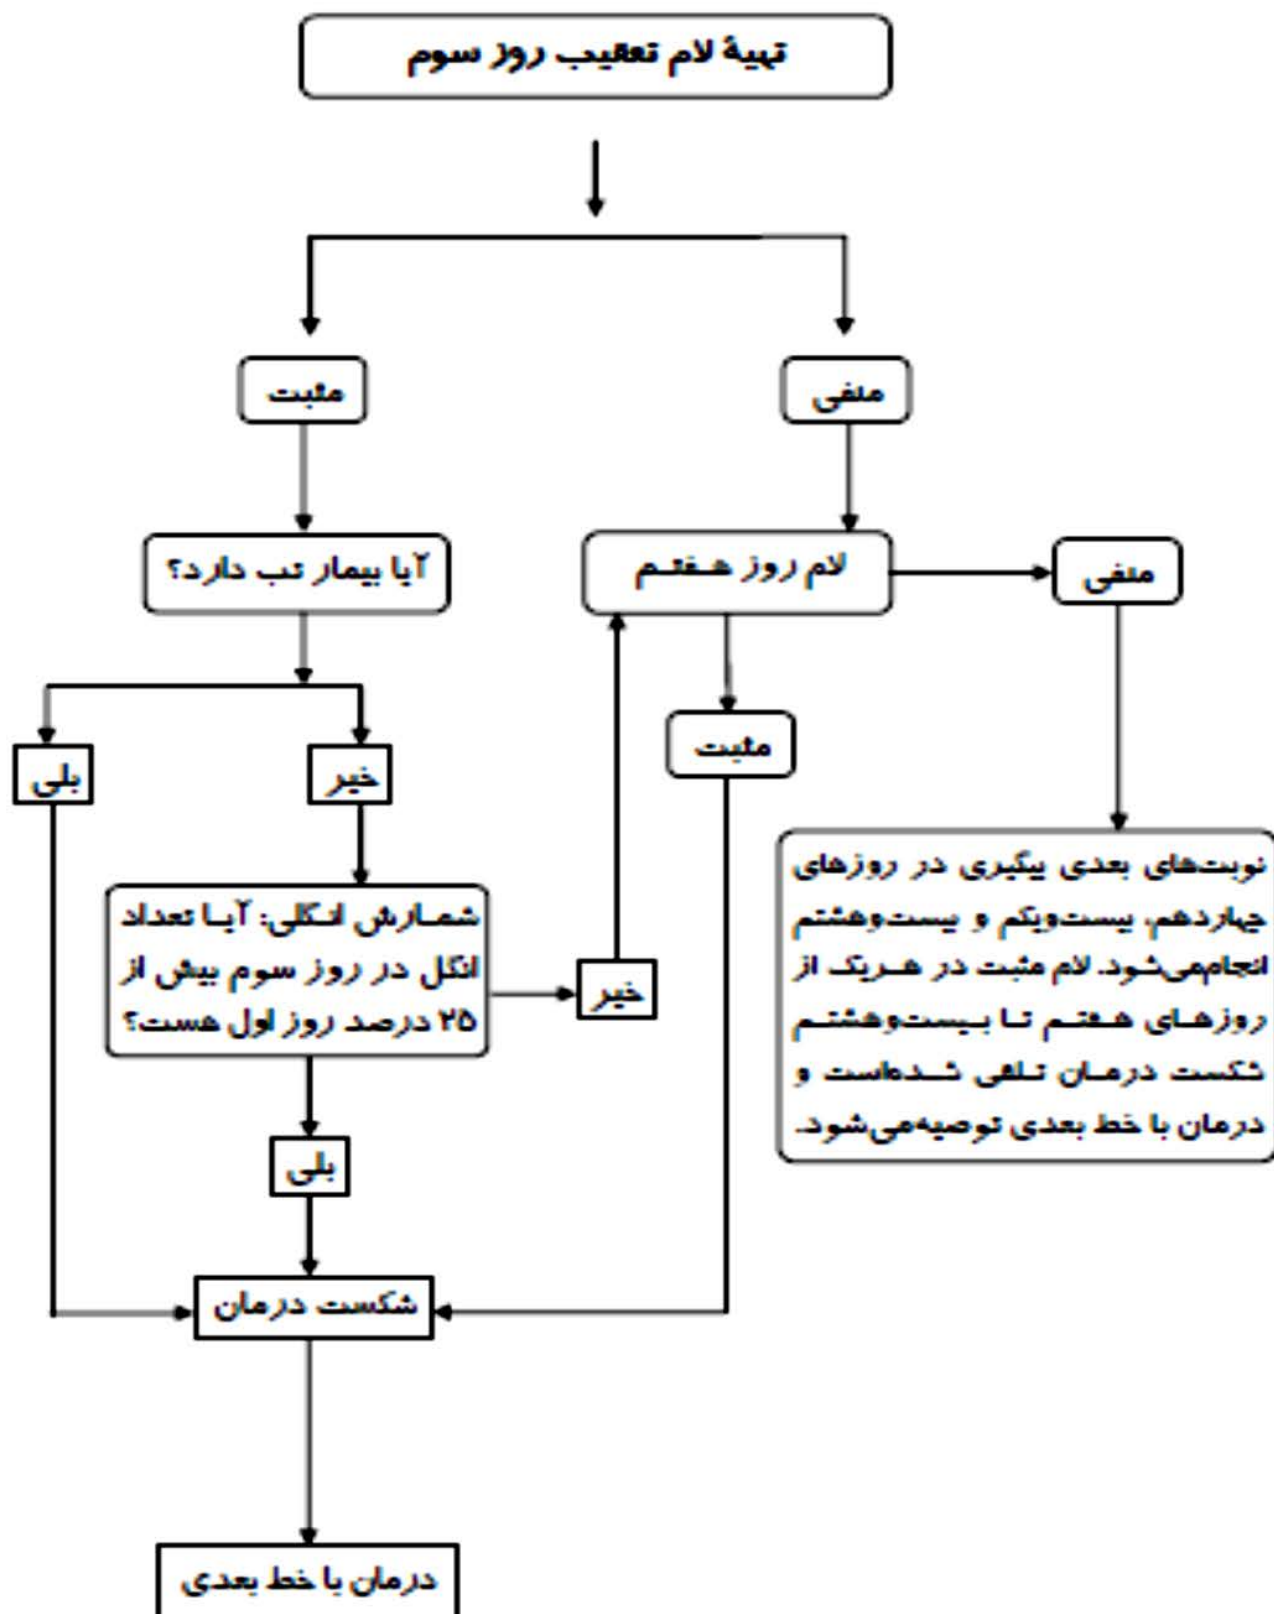 تهیهٔ لام تعقیب روز سوم
مثبت
منفی
آیا بیمار تب دارد؟
لام روز هفتم
منفی
بلی
خیر
مثبت
شمارش انگلی: آیا تعداد
انگل در روز سوم بیش از
۲۵ درصد روز اول هست؟
خیر
نوبت‌های بعدی پیگیری در روزهای
چهاردهم، بیست‌ویکم و بیست‌وهشتم
انجام‌می‌شود. لام مثبت در هریک از
روزهای هفتم تا بیست‌وهشتم
شکست درمان تلقی شده‌است و
درمان با خط بعدی توصیه‌می‌شود.
بلی
شکست درمان
درمان با خط بعدی